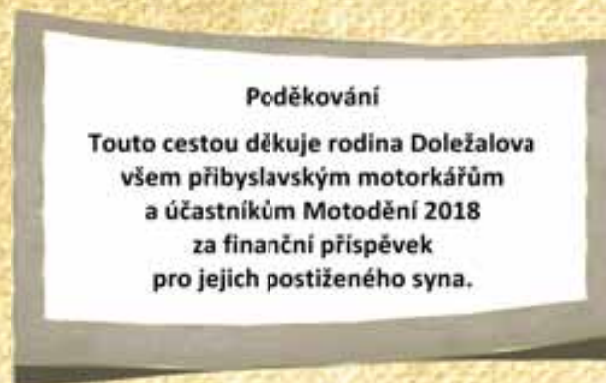 Poděkování
Touto cestou děkuje rodina Doležalova
všem přibyslavským motorkářům
a účastníkům Motodění 2018
za finanční příspěvek
pro jejich postiženého syna.